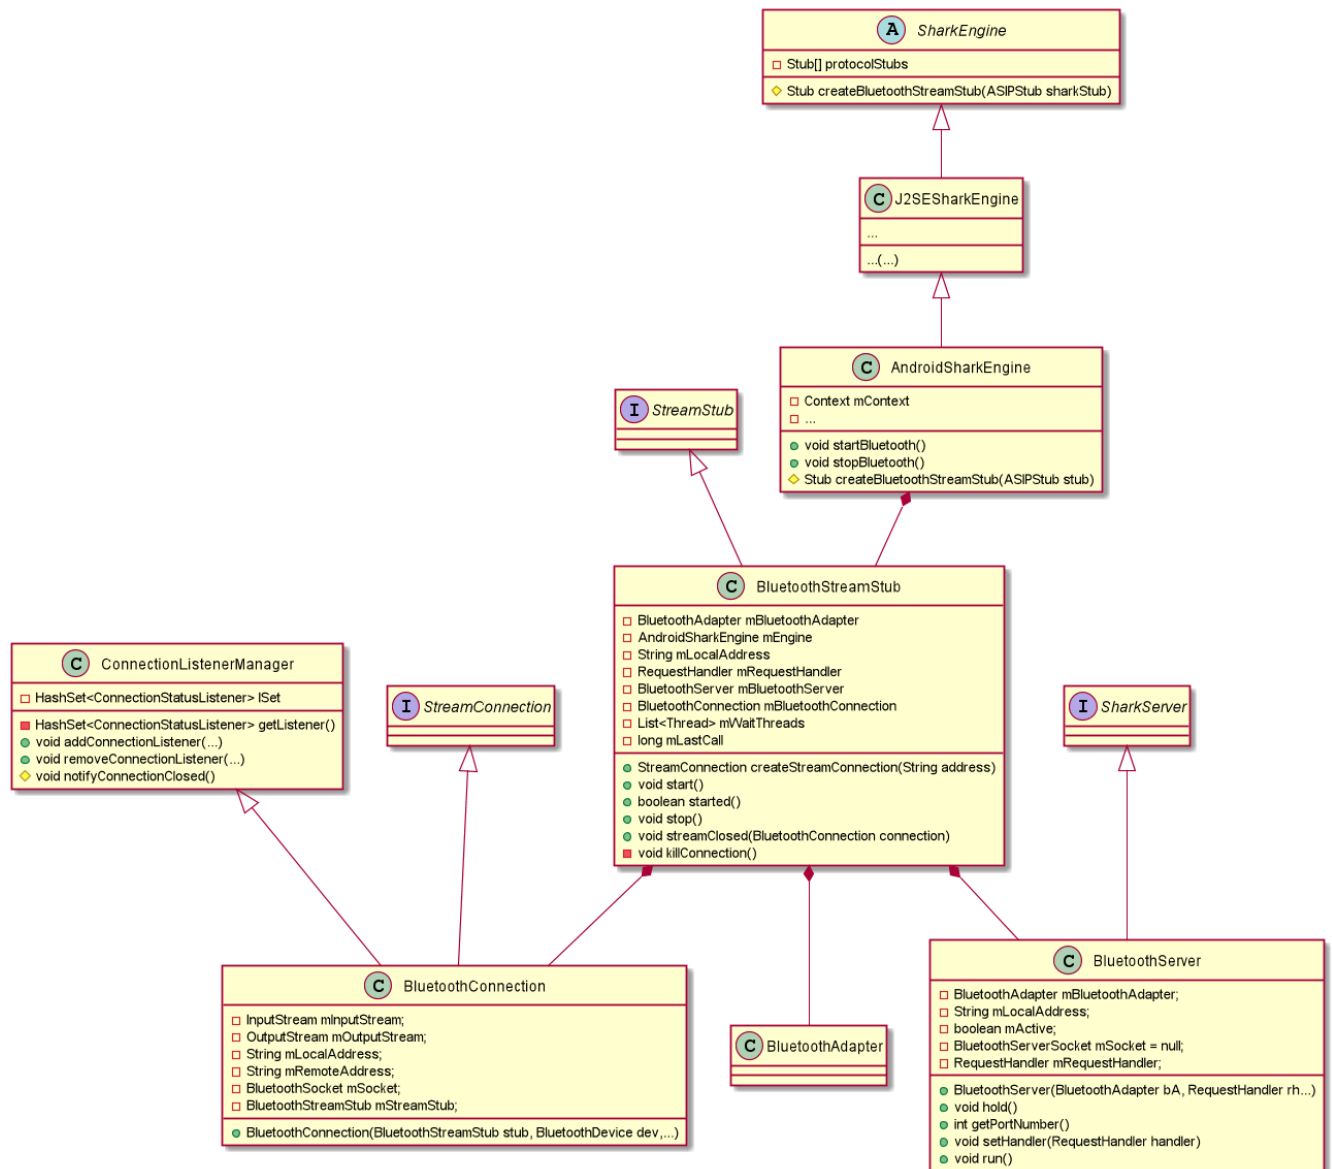 A SharkEngine
Stub[] protocolStubs
Stub createBluetoothStreamStub(ASIPStub sharkStub)
C J2SESharkEngine
...
...(...)
C AndroidSharkEngine
Context mContext
...
void startBluetooth()
void stopBluetooth()
Stub createBluetoothStreamStub(ASIPStub stub)
I StreamStub
C BluetoothStreamStub
BluetoothAdapter mBluetoothAdapter
AndroidSharkEngine mEngine
String mLocalAddress
RequestHandler mRequestHandler
BluetoothServer mBluetoothServer
BluetoothConnection mBluetoothConnection
List<Thread> mWaitThreads
long mLastCall
StreamConnection createStreamConnection(String address)
void start()
boolean started()
void stop()
void streamClosed(BluetoothConnection connection)
void killConnection()
C ConnectionListenerManager
HashSet<ConnectionStatusListener> lSet
HashSet<ConnectionStatusListener> getListener()
void addConnectionListener(...)
void removeConnectionListener(...)
void notifyConnectionClosed()
I StreamConnection
I SharkServer
C BluetoothConnection
InputStream mInputStream;
OutputStream mOutputStream;
String mLocalAddress;
String mRemoteAddress;
BluetoothSocket mSocket;
BluetoothStreamStub mStreamStub;
BluetoothConnection(BluetoothStreamStub stub, BluetoothDevice dev,...)
C BluetoothAdapter
C BluetoothServer
BluetoothAdapter mBluetoothAdapter;
String mLocalAddress;
boolean mActive;
BluetoothServerSocket mSocket = null;
RequestHandler mRequestHandler;
BluetoothServer(BluetoothAdapter bA, RequestHandler rh...)
void hold()
int getPortNumber()
void setHandler(RequestHandler handler)
void run()